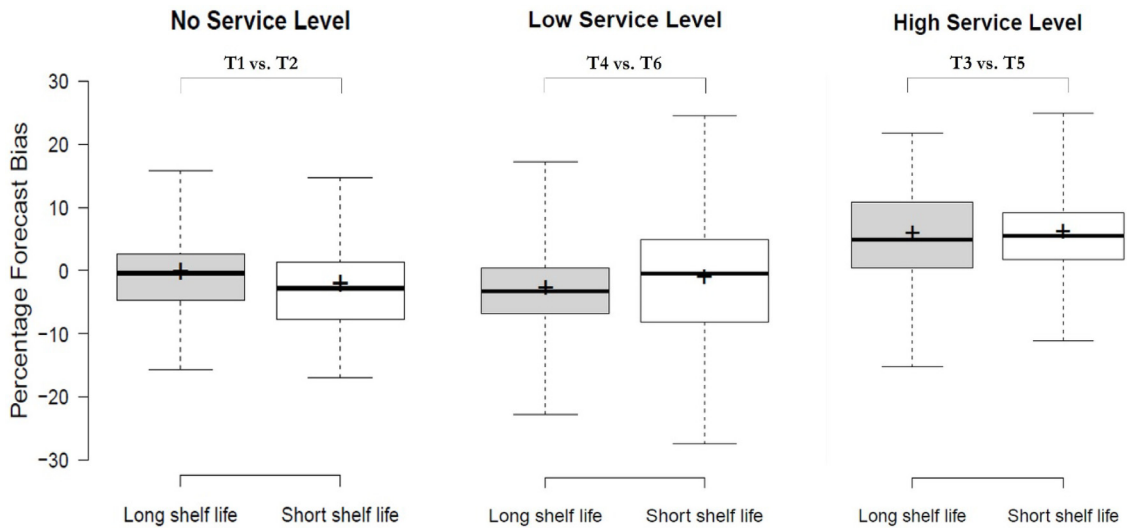 No Service Level
Low Service Level
High Service Level
T1 vs. T2
T4 vs. T6
T3 vs. T5
Percentage Forecast Bias
30
20
10
0
−10
−20
−30
Long shelf life
Short shelf life
Long shelf life
Short shelf life
Long shelf life
Short shelf life